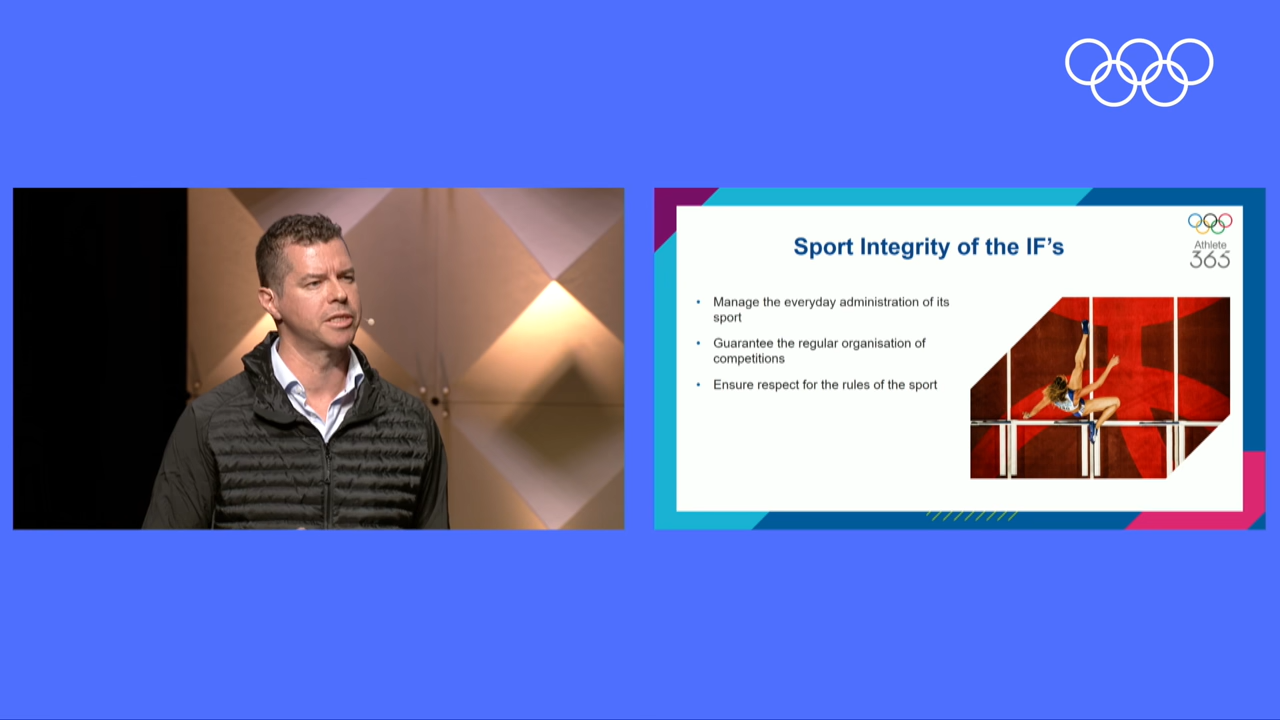 Sport Integrity of the IF’s
Athlete
365
• Manage the everyday administration of its
sport
• Guarantee the regular organisation of
competitions
• Ensure respect for the rules of the sport